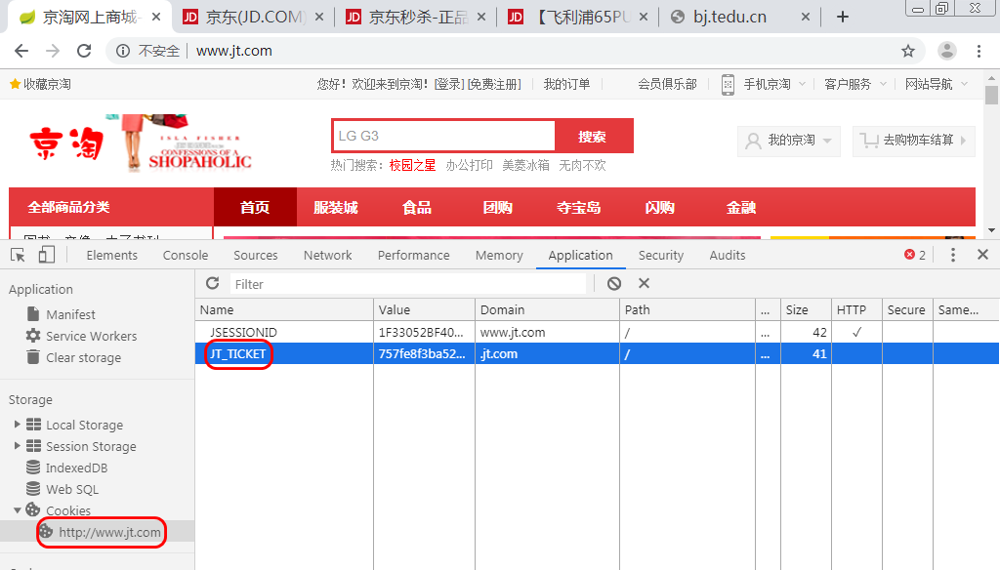 京淘网上商城-
京东(JD.COM)
京东秒杀-正品
【飞利浦65PU
bj.tedu.cn
不安全 www.jt.com
收藏京淘
您好！欢迎来到京淘！[登录] [免费注册]
我的订单
会员俱乐部
手机京淘
客户服务
网站导航
京淘
ISLA FISHER
CONFESSIONS OF A
SHOPAHOLIC
LG G3
搜索
热门搜索： 校园之星 办公打印 美菱冰箱 无肉不欢
我的京淘
去购物车结算
全部商品分类 首页 服装城 食品 团购 夺宝岛 闪购 金融
Elements Console Sources Network Performance Memory Application Security Audits 2
Application
Manifest
Service Workers
Clear storage
Storage
Local Storage
Session Storage
IndexedDB
Web SQL
Cookies
http://www.jt.com
Filter
Name Value Domain Path ... Size HTTP Secure Same...
JSESSIONID 1F33052BF40... www.jt.com / ... 42 ✓
JT_TICKET 757fe8f3ba52... .jt.com / ... 41